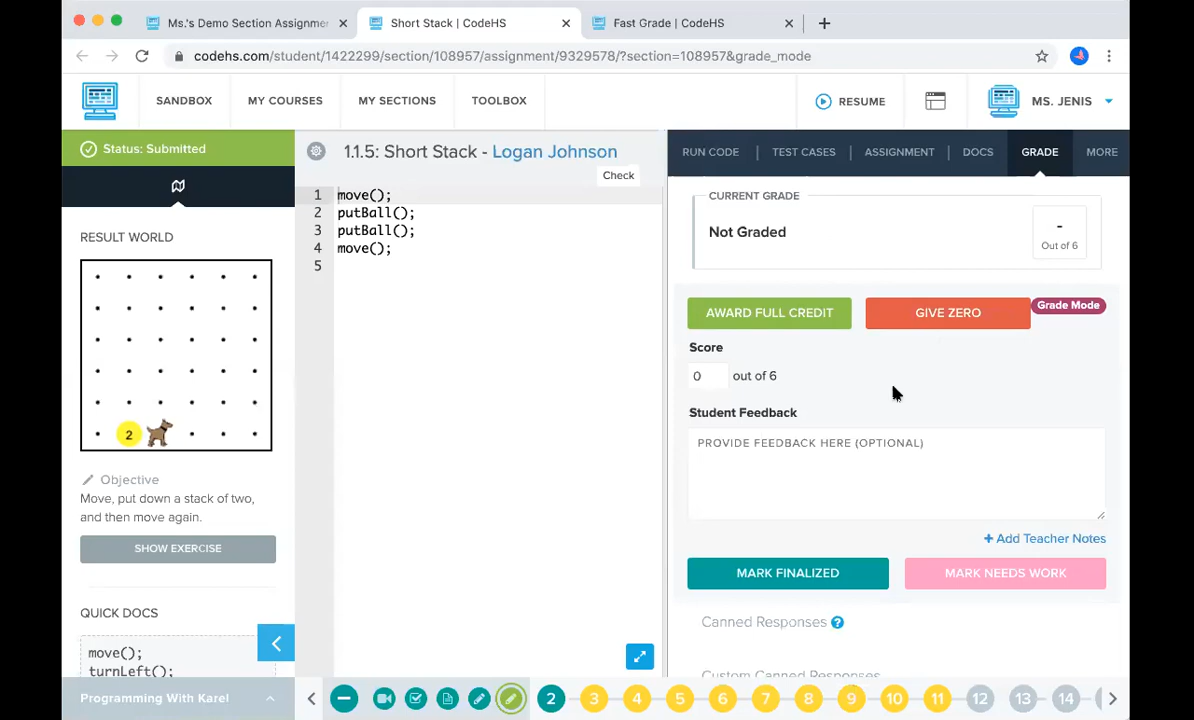 Ms.'s Demo Section Assignmer
Short Stack | CodeHS
Fast Grade | CodeHS
codehs.com/student/1422299/section/108957/assignment/9329578/?section=108957&grade_mode
SANDBOX
MY COURSES
MY SECTIONS
TOOLBOX
RESUME
MS. JENIS
Status: Submitted
1.1.5: Short Stack - Logan Johnson
Check
RUN CODE
TEST CASES
ASSIGNMENT
DOCS
GRADE
MORE
RESULT WORLD
2
Objective
Move, put down a stack of two,
and then move again.
SHOW EXERCISE
QUICK DOCS
move();
turnLeft();
Programming With Karel
1 move();
2 putBall();
3 putBall();
4 move();
5
CURRENT GRADE
Not Graded
-
Out of 6
AWARD FULL CREDIT
GIVE ZERO
Grade Mode
Score
0 out of 6
Student Feedback
PROVIDE FEEDBACK HERE (OPTIONAL)
+ Add Teacher Notes
MARK FINALIZED
MARK NEEDS WORK
Canned Responses ?
Custom Canned Responses
2 3 4 5 6 7 8 9 10 11 12 13 14